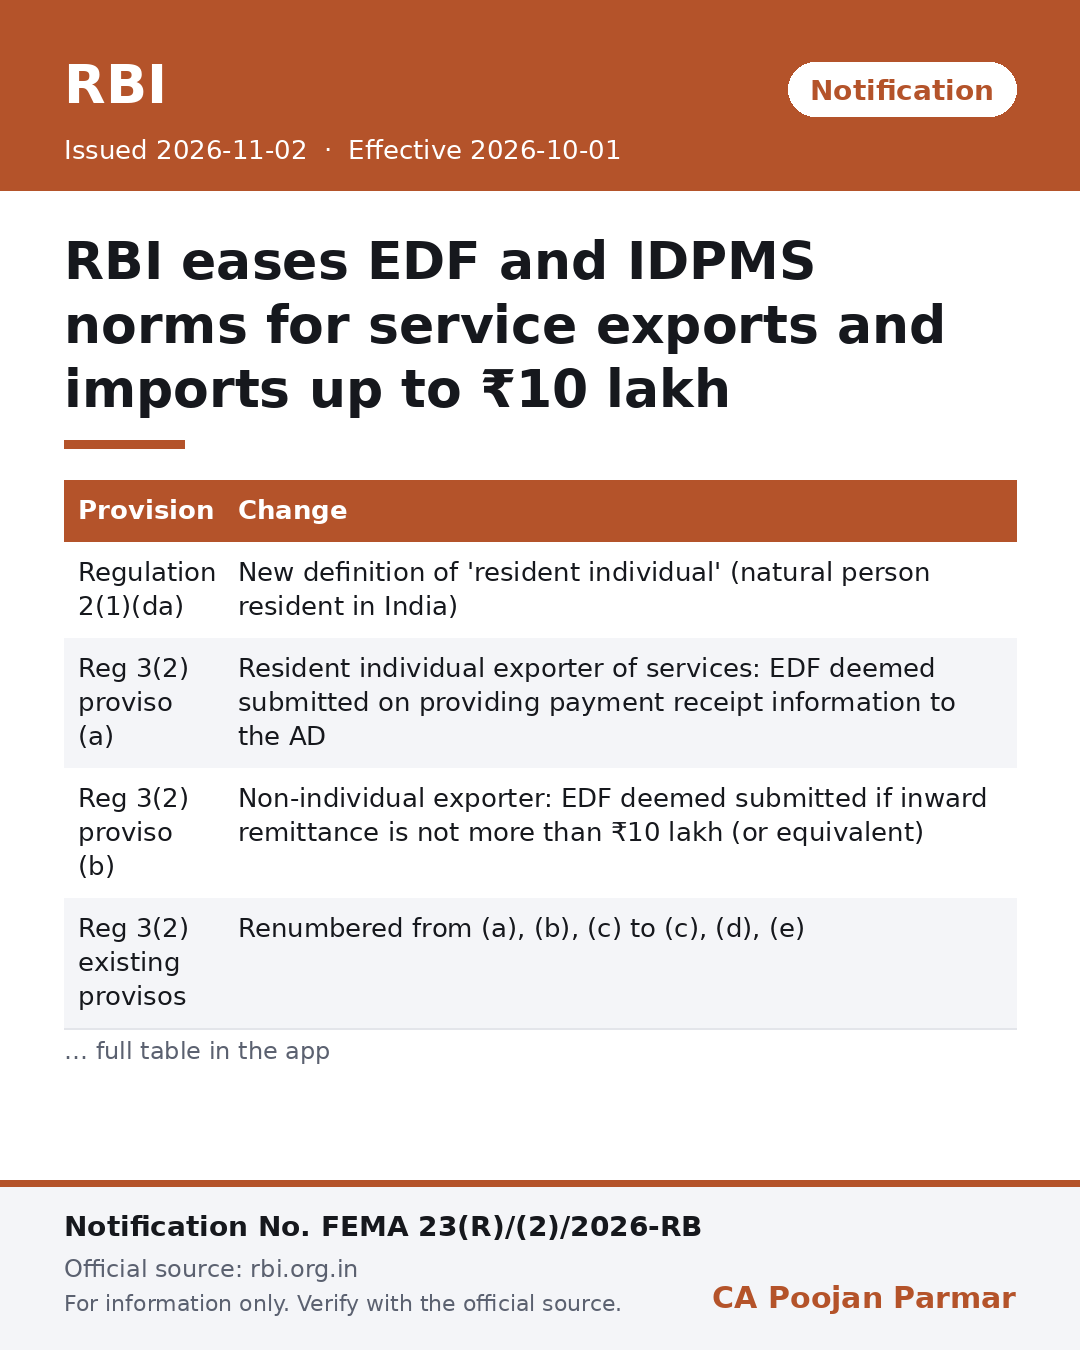 RBI
Notification
Issued 2026-11-02 · Effective 2026-10-01
RBI eases EDF and IDPMS
norms for service exports and
imports up to ₹10 lakh
Provision Change
Regulation 2(1)(da) New definition of 'resident individual' (natural person
resident in India)
Reg 3(2) proviso (a) Resident individual exporter of services: EDF deemed
submitted on providing payment receipt information to
the AD
Reg 3(2) proviso (b) Non-individual exporter: EDF deemed submitted if inward
remittance is not more than ₹10 lakh (or equivalent)
Reg 3(2) existing provisos Renumbered from (a), (b), (c) to (c), (d), (e)
... full table in the app
Notification No. FEMA 23(R)/(2)/2026-RB
Official source: rbi.org.in
For information only. Verify with the official source.
CA Poojan Parmar